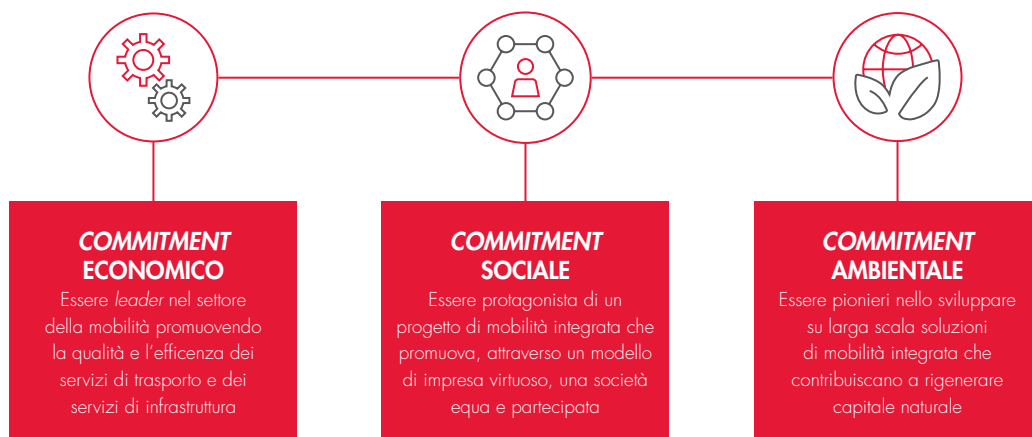 COMMITMENT
ECONOMICO
Essere leader nel settore
della mobilità promuovendo
la qualità e l'efficenza dei
servizi di trasporto e dei
servizi di infrastruttura
COMMITMENT
SOCIALE
Essere protagonista di un
progetto di mobilità integrata che
promuova, attraverso un modello
di impresa virtuoso, una società
equa e partecipata
COMMITMENT
AMBIENTALE
Essere pionieri nello sviluppare
su larga scala soluzioni
di mobilità integrata che
contribuiscano a rigenerare
capitale naturale